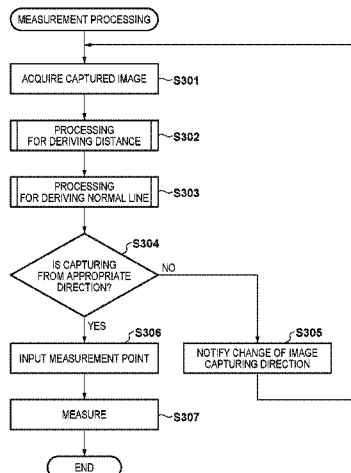 MEASUREMENT PROCESSING
ACQUIRE CAPTURED IMAGE
S301
PROCESSING
FOR DERIVING DISTANCE
S302
PROCESSING
FOR DERIVING NORMAL LINE
S303
S304
IS CAPTURING
FROM APPROPRIATE
DIRECTION?
NO
YES
S306
INPUT MEASUREMENT POINT
S305
NOTIFY CHANGE OF IMAGE
CAPTURING DIRECTION
MEASURE
S307
END